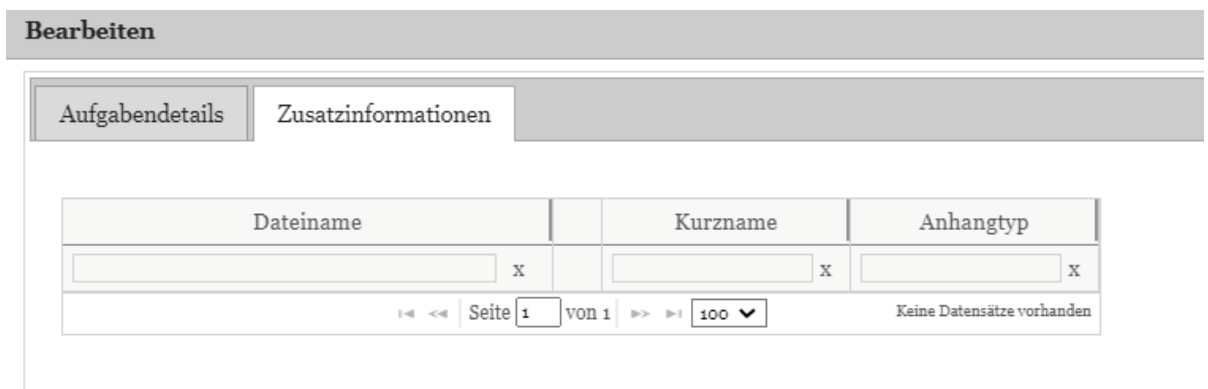 Bearbeiten
Aufgabendetails Zusatzinformationen
Dateiname Kurzname Anhangtyp
x x x
Seite 1 von 1 100 Keine Datensätze vorhanden